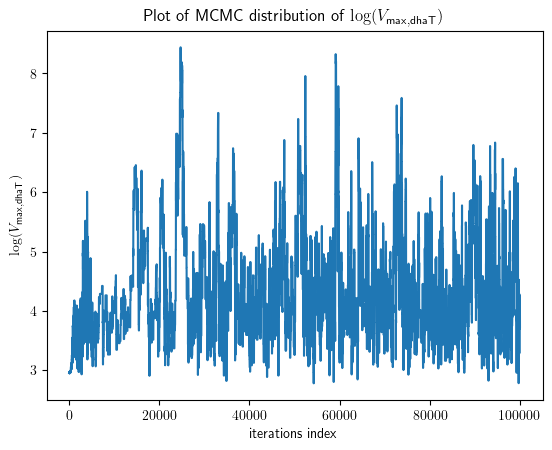 Plot of MCMC distribution of log(V_max,dhaT)
log(V_max,dhaT)
8
7
6
5
4
3
0 20000 40000 60000 80000 100000
iterations index